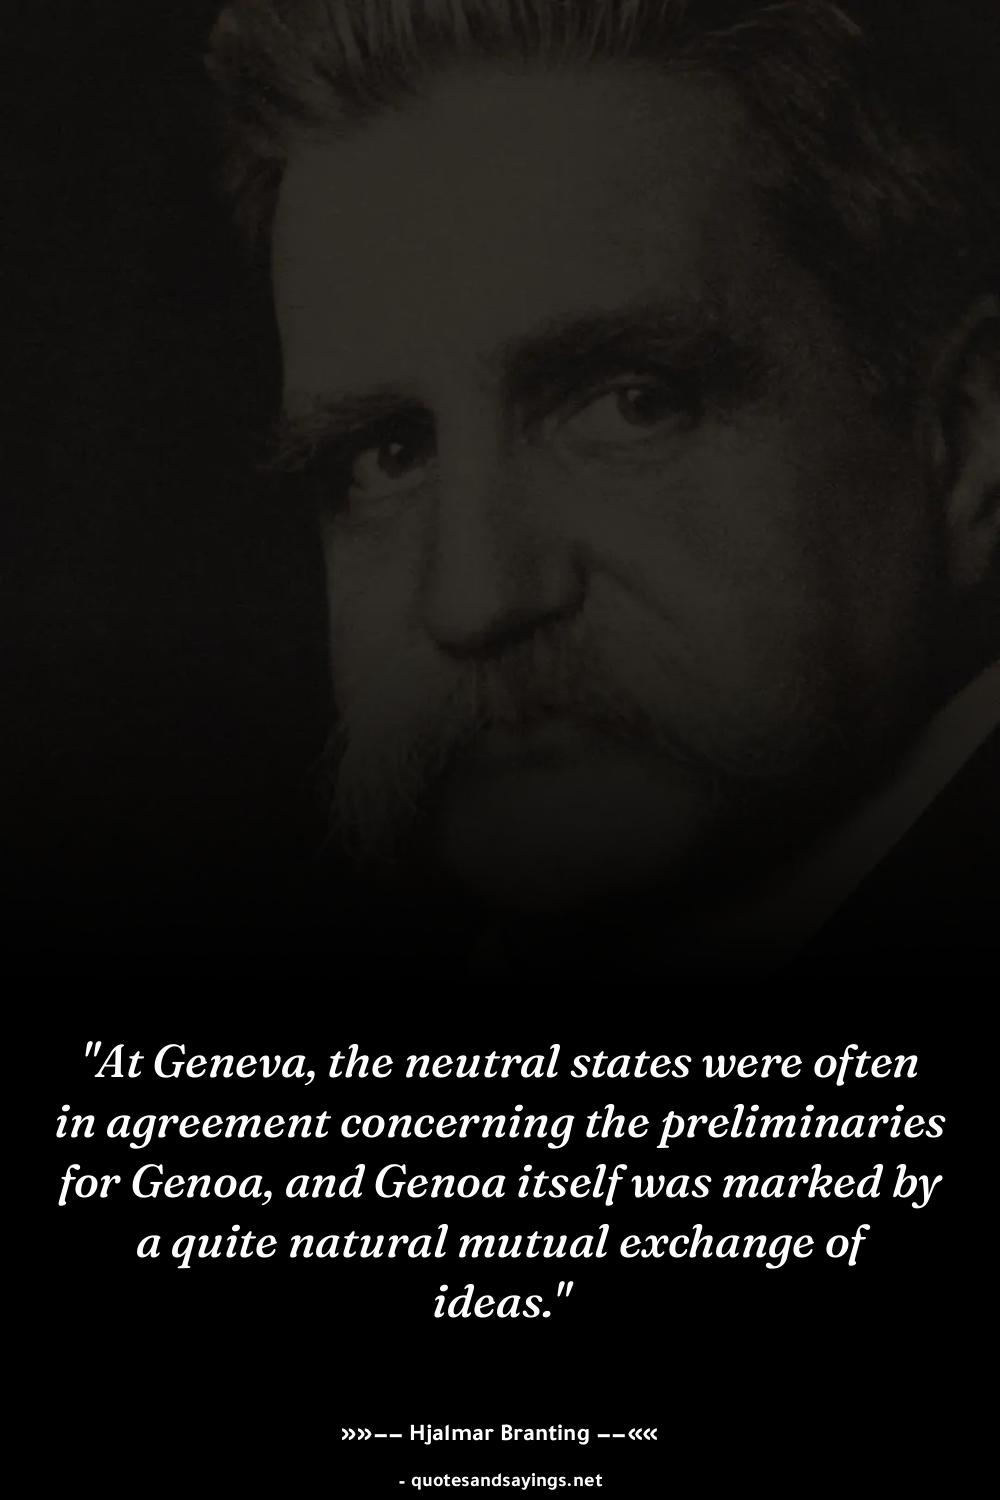 "At Geneva, the neutral states were often
in agreement concerning the preliminaries
for Genoa, and Genoa itself was marked by
a quite natural mutual exchange of
ideas."
»»−− Hjalmar Branting −−««
- quotesandsayings.net